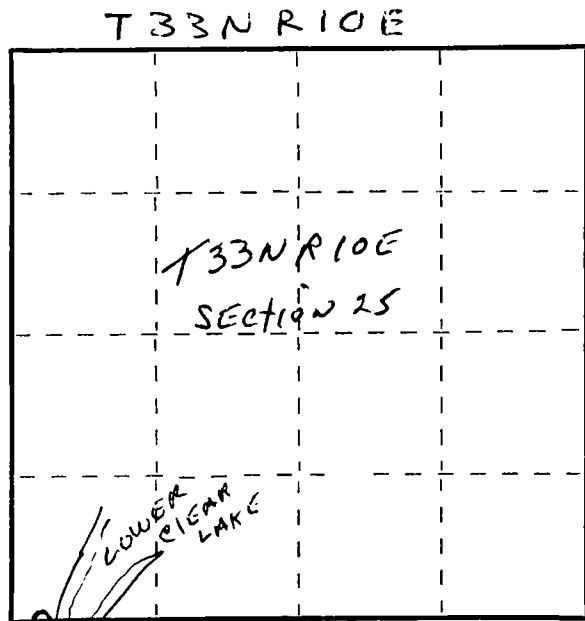 T33N R10E
T33N R10E
SECtION 25
LOWER
ClEAR
LAKE